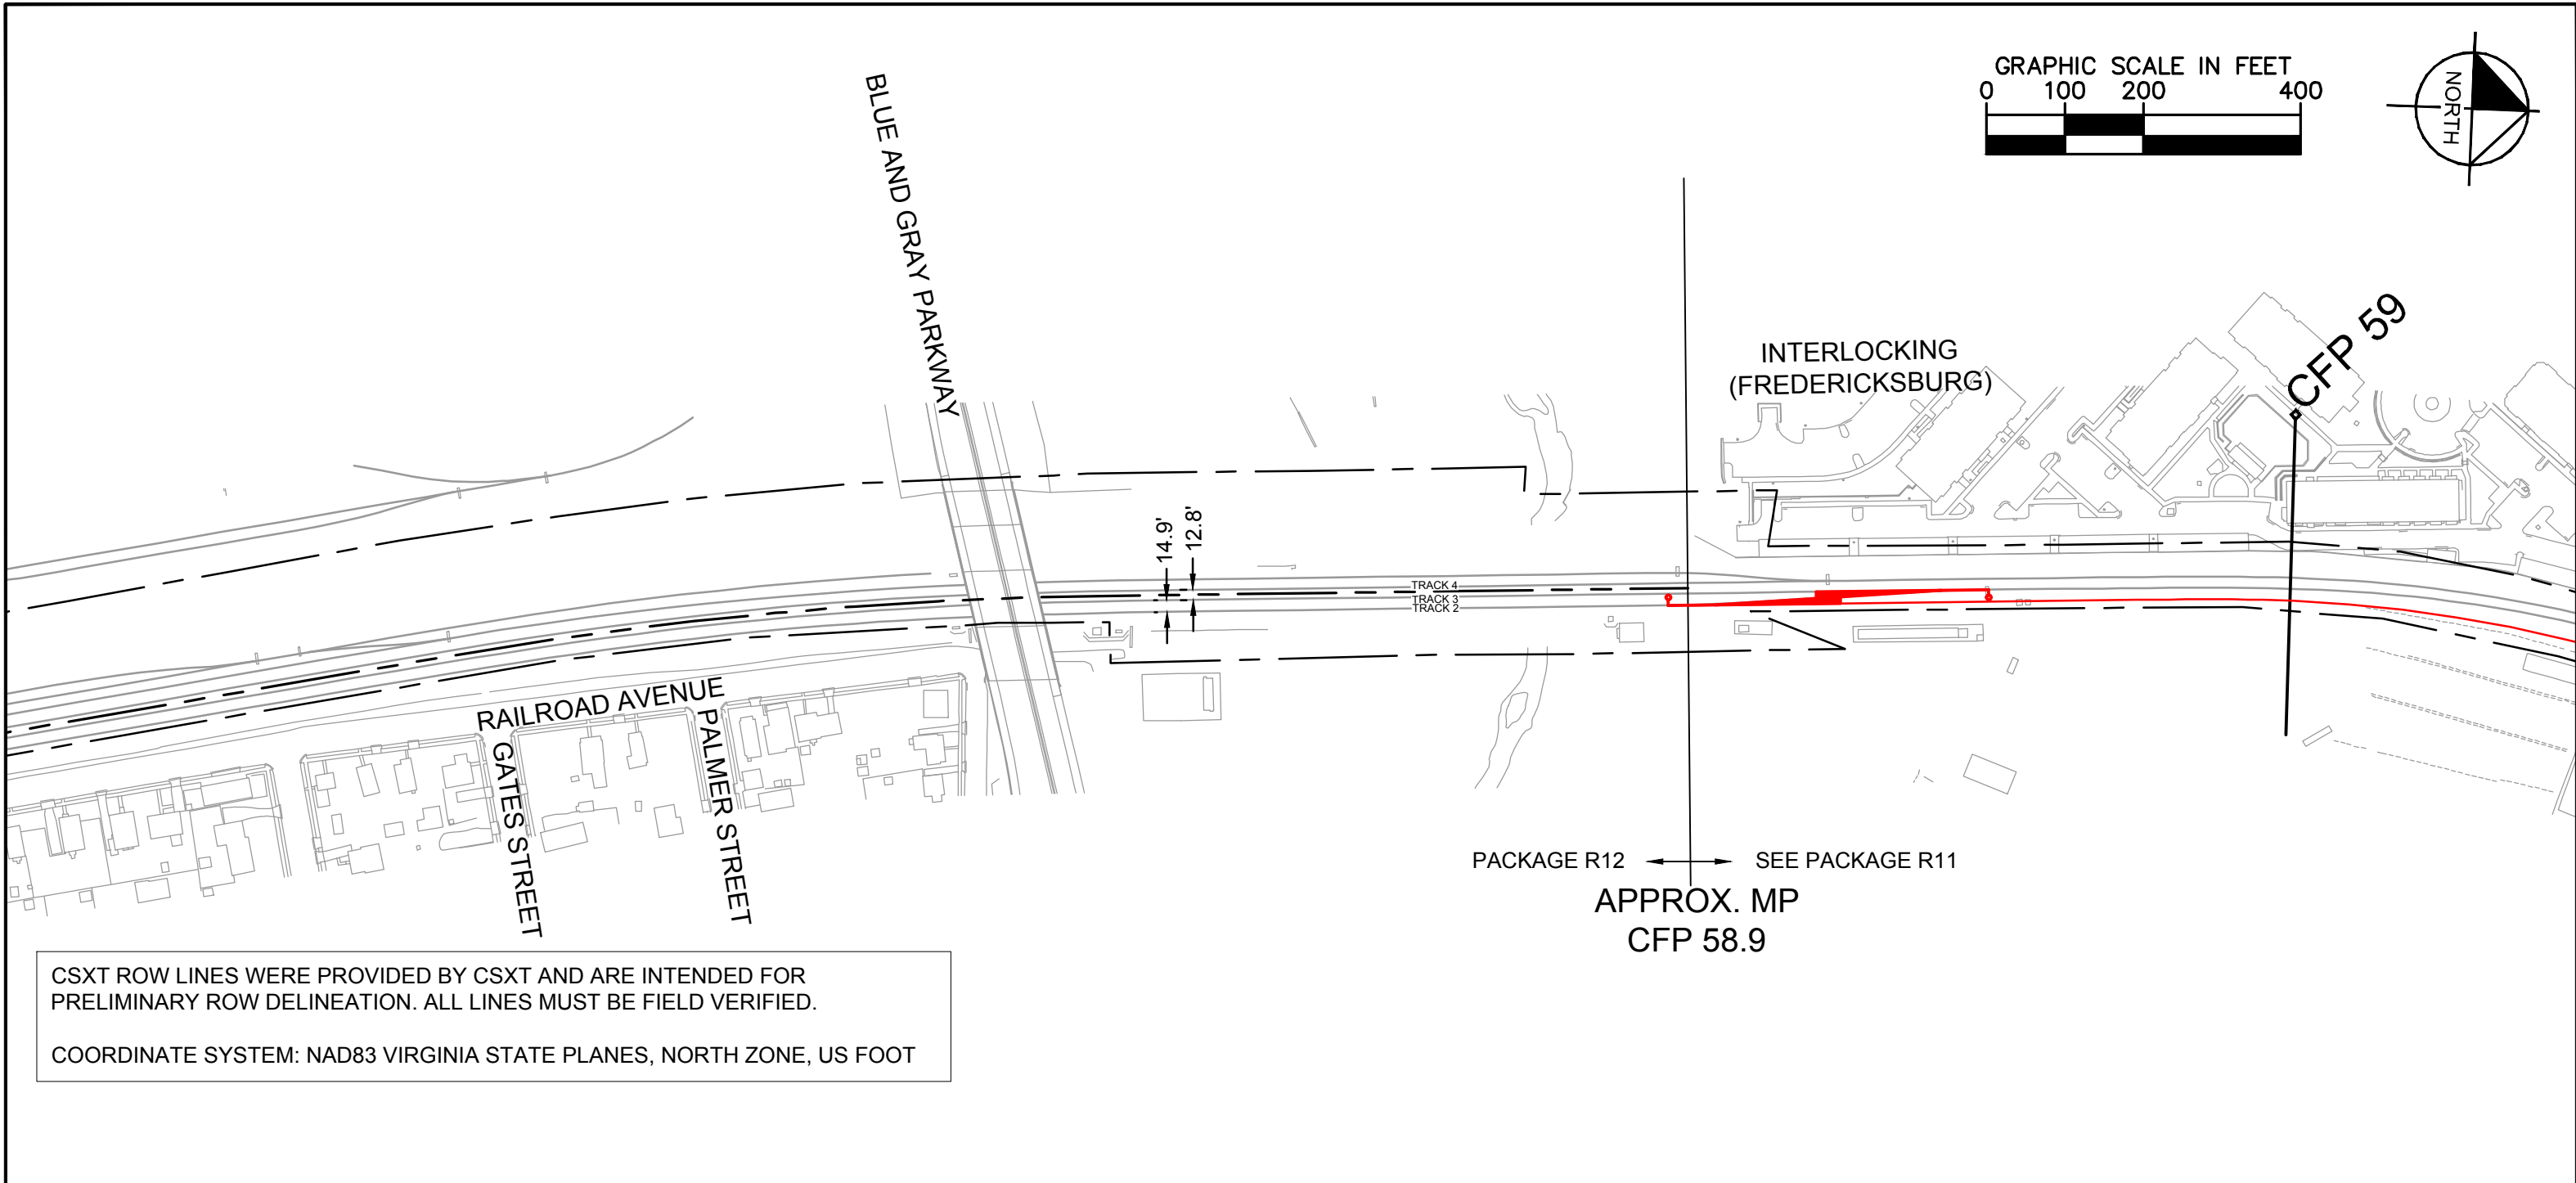 GRAPHIC SCALE IN FEET
0 100 200 400
NORTH
BLUE AND GRAY PARKWAY
INTERLOCKING
(FREDERICKSBURG)
CFP 59
14.9'
12.8'
TRACK 4
TRACK 3
TRACK 2
RAILROAD AVENUE
GATES STREET
PALMER STREET
PACKAGE R12
SEE PACKAGE R11
APPROX. MP
CFP 58.9
CSXT ROW LINES WERE PROVIDED BY CSXT AND ARE INTENDED FOR
PRELIMINARY ROW DELINEATION. ALL LINES MUST BE FIELD VERIFIED.
COORDINATE SYSTEM: NAD83 VIRGINIA STATE PLANES, NORTH ZONE, US FOOT